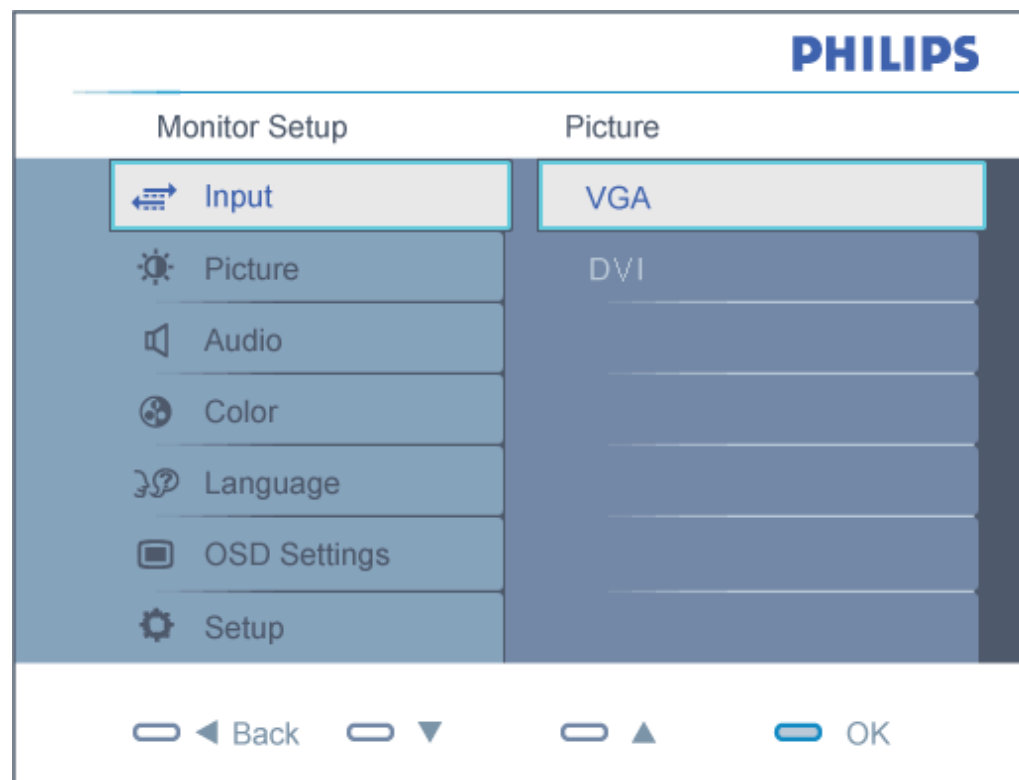 PHILIPS
Monitor Setup
Picture
Input
VGA
Picture
DVI
Audio
Color
Language
OSD Settings
Setup
Back
OK